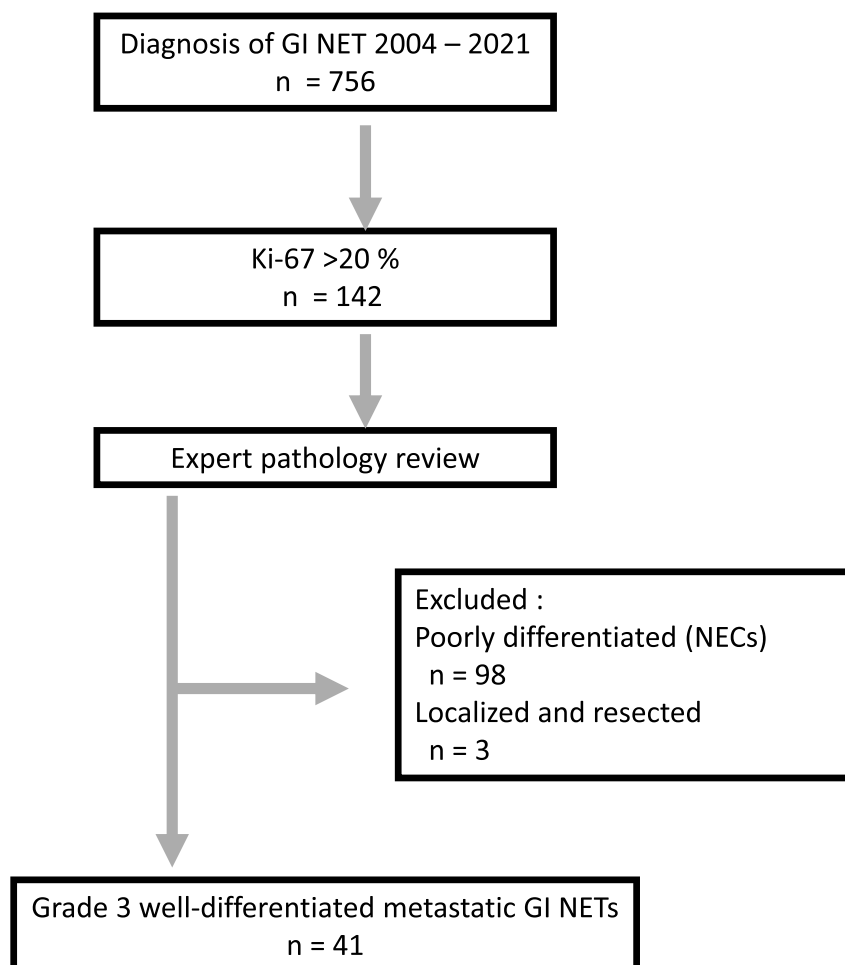 Diagnosis of GI NET 2004 – 2021
n = 756
Ki-67 >20 %
n = 142
Expert pathology review
Excluded :
Poorly differentiated (NECs)
n = 98
Localized and resected
n = 3
Grade 3 well-differentiated metastatic GI NETs
n = 41